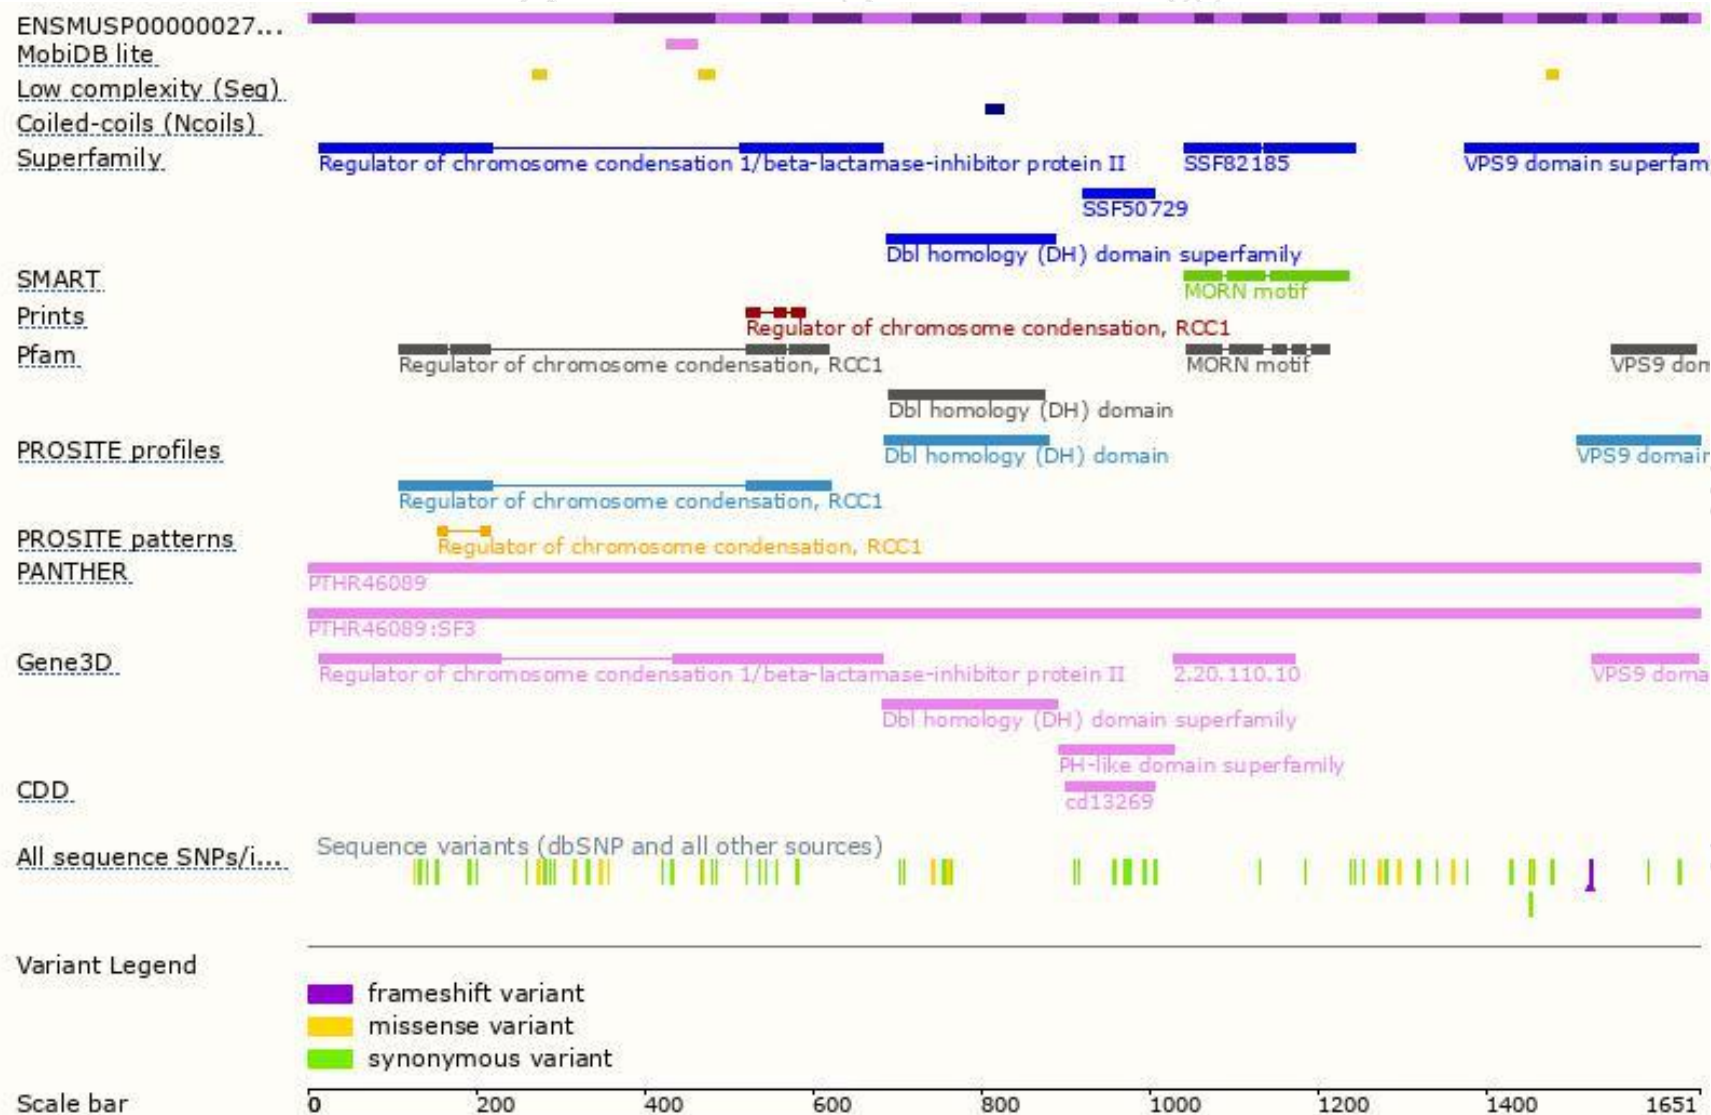 ENSMUSP00000027...
MobiDB lite
Low complexity (Seg)
Coiled-coils (Ncoils)
Superfamily
Regulator of chromosome condensation 1/beta-lactamase-inhibitor protein II
SSF82185
VPS9 domain superfam
SSF50729
Dbl homology (DH) domain superfamily
SMART
MORN motif
Prints
Regulator of chromosome condensation, RCC1
Pfam
Regulator of chromosome condensation, RCC1
MORN motif
VPS9 dom
Dbl homology (DH) domain
PROSITE profiles
Dbl homology (DH) domain
VPS9 domain
Regulator of chromosome condensation, RCC1
PROSITE patterns
Regulator of chromosome condensation, RCC1
PANTHER
PTHR46089
PTHR46089:SF3
Gene3D
Regulator of chromosome condensation 1/beta-lactamase-inhibitor protein II
2.20.110.10
VPS9 doma
Dbl homology (DH) domain superfamily
PH-like domain superfamily
CDD
cd13269
All sequence SNPs/i...
Sequence variants (dbSNP and all other sources)
Variant Legend
frameshift variant
missense variant
synonymous variant
Scale bar
0 200 400 600 800 1000 1200 1400 1651